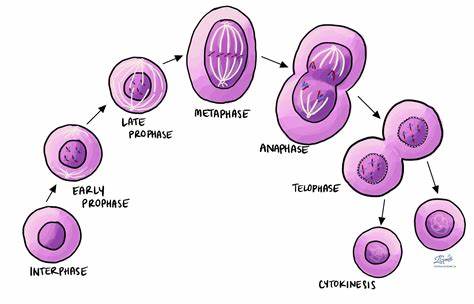 INTERPHASE
EARLY
PROPHASE
LATE
PROPHASE
METAPHASE
ANAPHASE
TELOPHASE
CYTOKINESIS